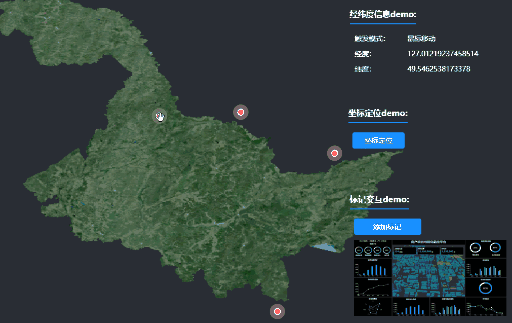 经纬度信息demo:
触发模式: 鼠标移动
经度: 127.01219237458514
纬度: 49.5462538173378
坐标定位demo:
坐标定位
标记交互demo:
添加标记